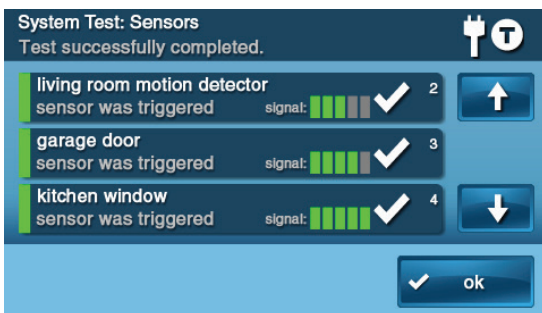 System Test: Sensors
Test successfully completed.
T
living room motion detector
2
sensor was triggered signal:
garage door
3
sensor was triggered signal:
kitchen window
4
sensor was triggered signal:
ok